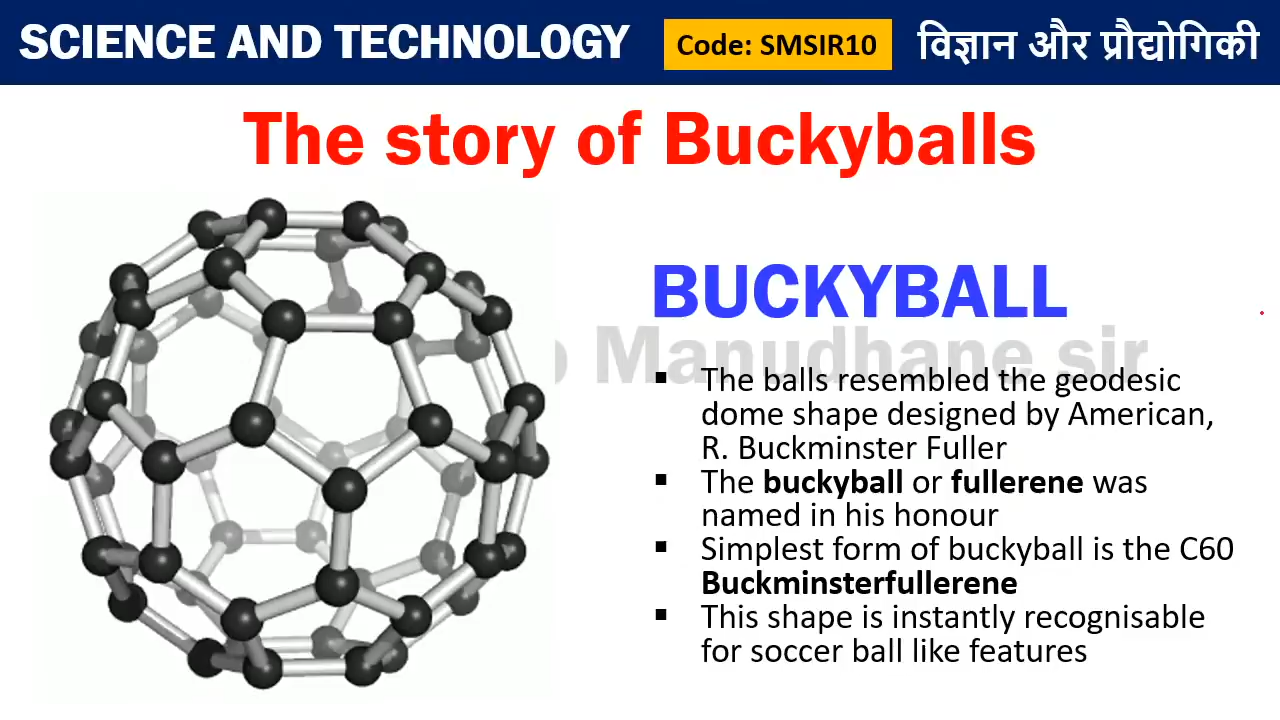 SCIENCE AND TECHNOLOGY
Code: SMSIR10
विज्ञान और प्रौद्योगिकी
The story of Buckyballs
BUCKYBALL
Manudhane sir
▪ The balls resembled the geodesic
dome shape designed by American,
R. Buckminster Fuller
▪ The buckyball or fullerene was
named in his honour
▪ Simplest form of buckyball is the C60
Buckminsterfullerene
▪ This shape is instantly recognisable
for soccer ball like features